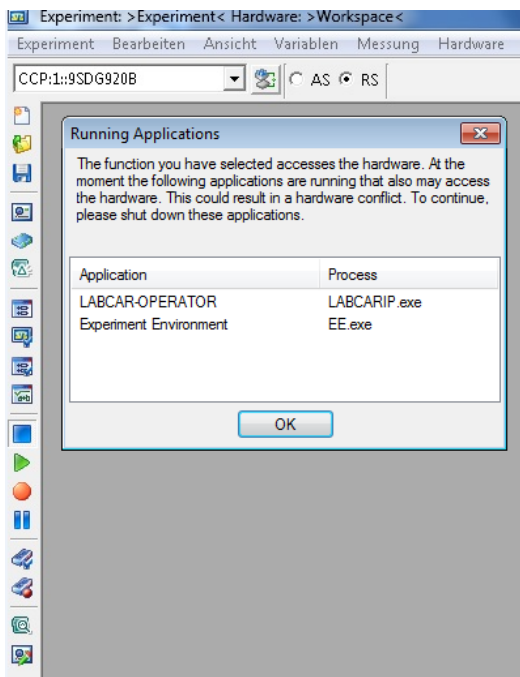 Experiment: >Experiment< Hardware: >Workspace<
Experiment Bearbeiten Ansicht Variablen Messung Hardware
CCP:1::9SDG920B AS RS
Running Applications
The function you have selected accesses the hardware. At the
moment the following applications are running that also may access
the hardware. This could result in a hardware conflict. To continue,
please shut down these applications.
Application Process
LABCAR-OPERATOR LABCARIP.exe
Experiment Environment EE.exe
OK